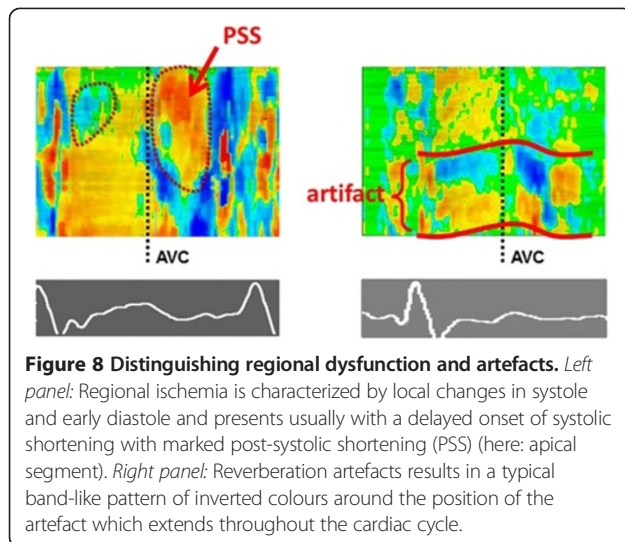 PSS
artifact
AVC
AVC
Figure 8 Distinguishing regional dysfunction and artefacts. Left
panel: Regional ischemia is characterized by local changes in systole
and early diastole and presents usually with a delayed onset of systolic
shortening with marked post-systolic shortening (PSS) (here: apical
segment). Right panel: Reverberation artefacts results in a typical
band-like pattern of inverted colours around the position of the
artefact which extends throughout the cardiac cycle.